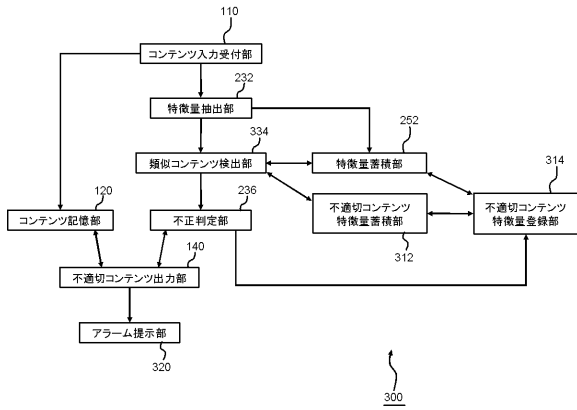 110
コンテンツ入力受付部
232
特徴量抽出部
334
252
314
類似コンテンツ検出部
特徴量蓄積部
120
236
不適切コンテンツ
特徴量蓄積部
不適切コンテンツ
特徴量登録部
コンテンツ記憶部
不正判定部
312
140
不適切コンテンツ出力部
アラーム提示部
320
300